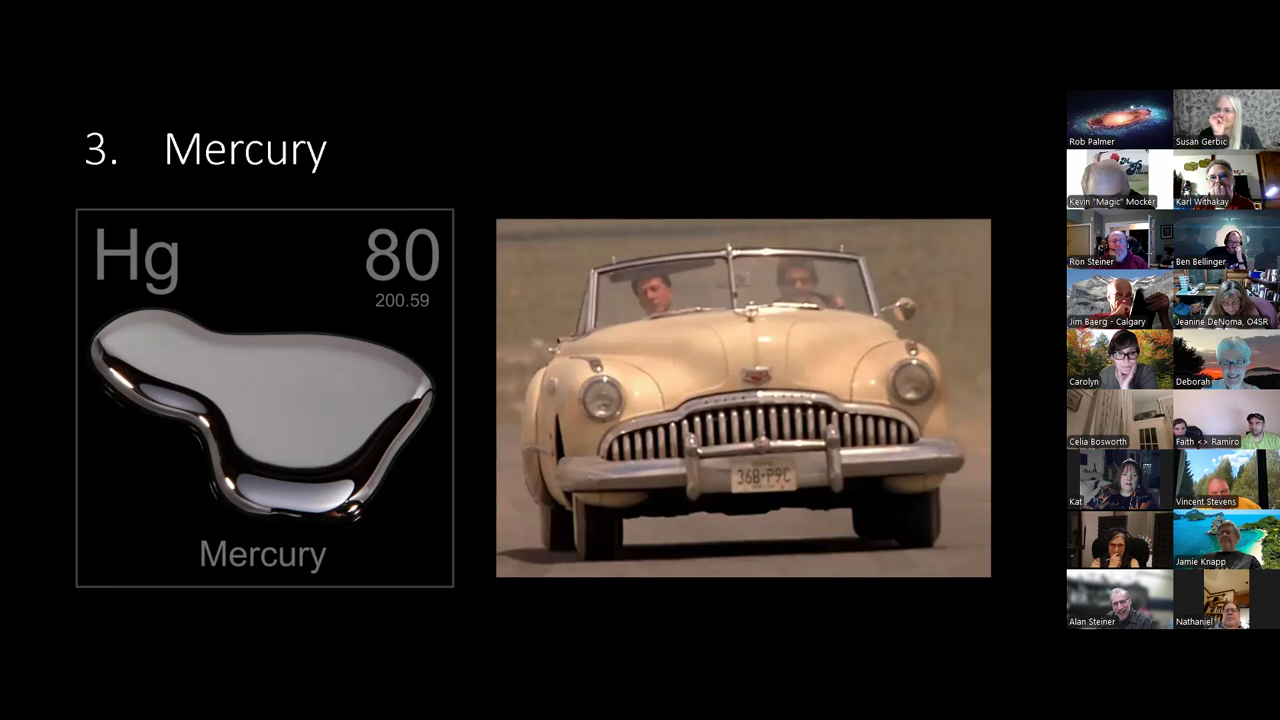 3. Mercury
Hg 80
200.59
Mercury
368•P9C
Rob Palmer
Susan Gerbic
Kevin "Magic" Mocker
Karl Withakay
Ron Steiner
Ben Bellinger
Jim Baerg - Calgary
Jeanine DeNoma, O4SR
Carolyn
Deborah
Celia Bosworth
Faith <> Ramiro
Kat
Vincent Stevens
Jamie Knapp
Alan Steiner
Nathaniel